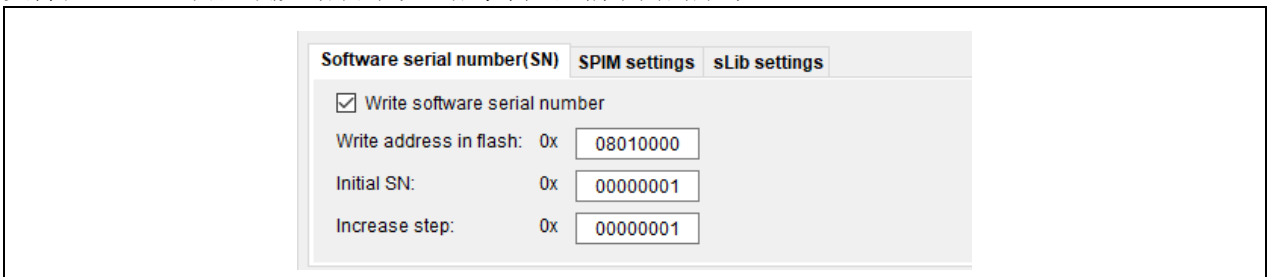 Software serial number(SN) SPIM settings sLib settings
Write software serial number
Write address in flash: 0x 08010000
Initial SN: 0x 00000001
Increase step: 0x 00000001